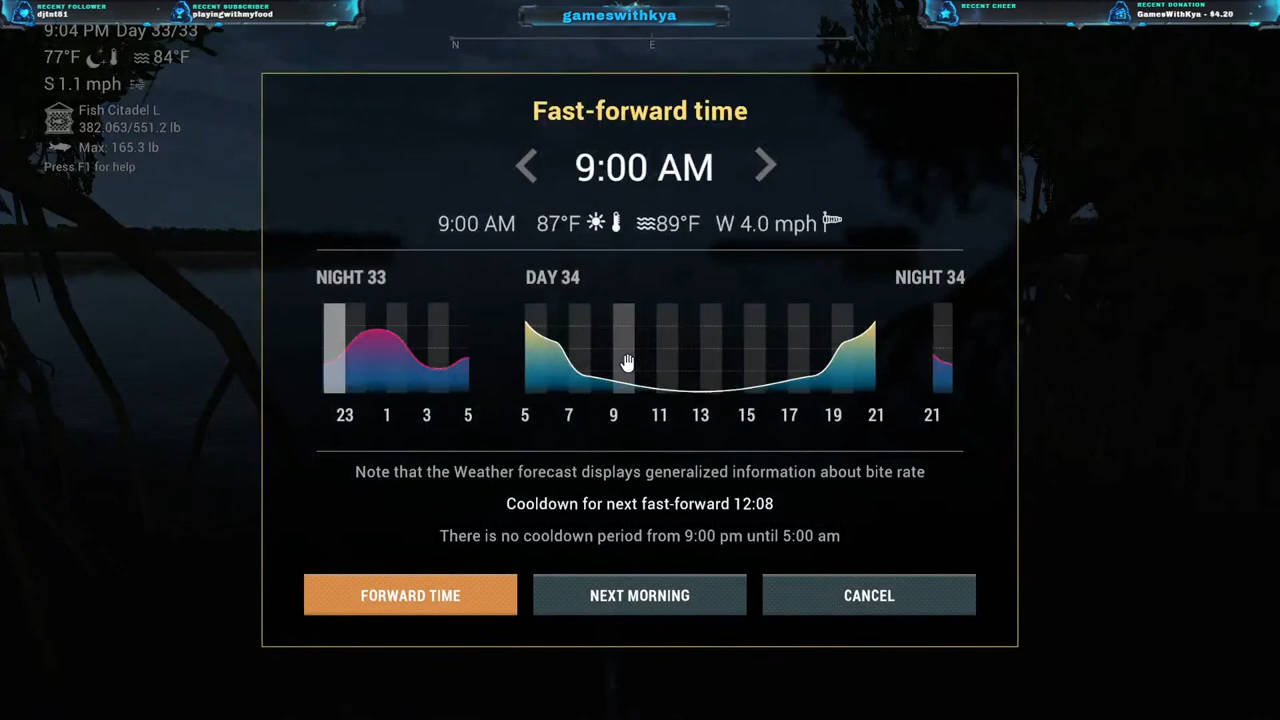 RECENT FOLLOWER
djtnt81
RECENT SUBSCRIBER
playingwithmyfood
gameswithkya
RECENT CHEER
RECENT DONATION
GamesWithKya - $4.20
9:04 PM Day 33/33
77°F 84°F
S 1.1 mph
Fish Citadel L
382.063/551.2 lb
Max: 165.3 lb
Press F1 for help
N E
Fast-forward time
9:00 AM
9:00 AM 87°F 89°F W 4.0 mph
NIGHT 33 DAY 34 NIGHT 34
23 1 3 5 5 7 9 11 13 15 17 19 21 21
Note that the Weather forecast displays generalized information about bite rate
Cooldown for next fast-forward 12:08
There is no cooldown period from 9:00 pm until 5:00 am
FORWARD TIME NEXT MORNING CANCEL